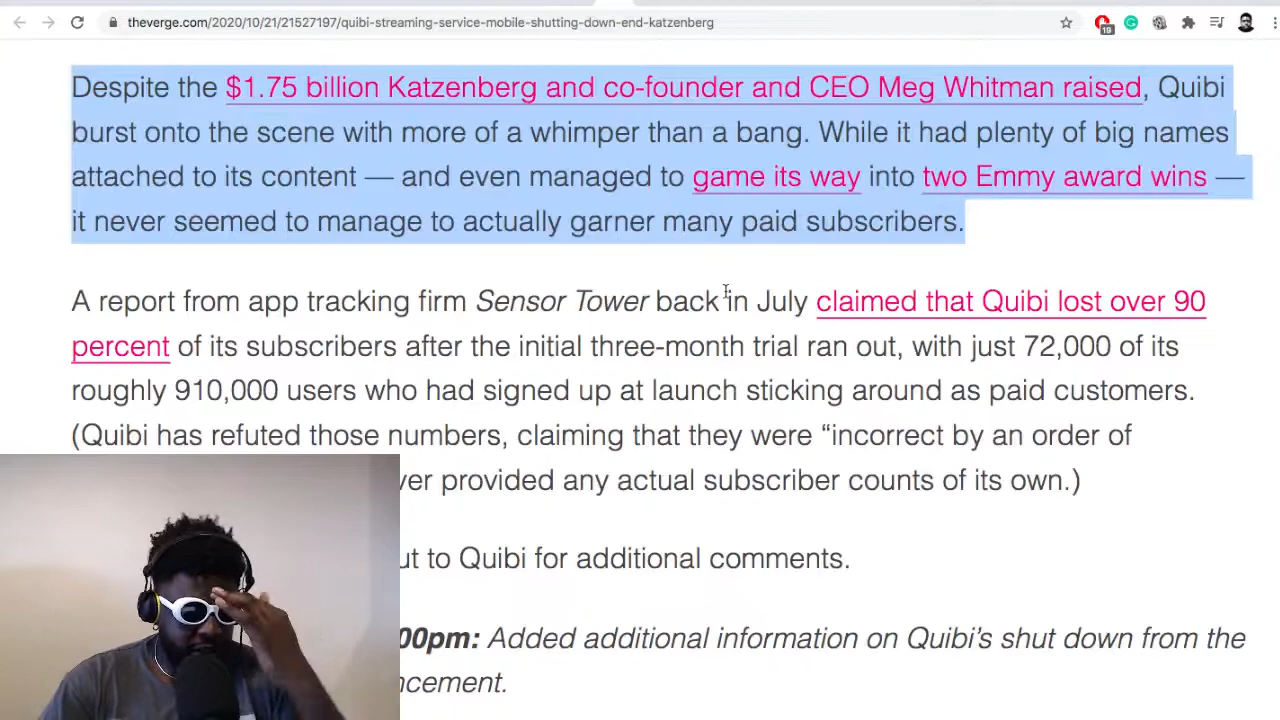 theverge.com/2020/10/21/21527197/quibi-streaming-service-mobile-shutting-down-end-katzenberg
19
Despite the $1.75 billion Katzenberg and co-founder and CEO Meg Whitman raised, Quibi
burst onto the scene with more of a whimper than a bang. While it had plenty of big names
attached to its content — and even managed to game its way into two Emmy award wins —
it never seemed to manage to actually garner many paid subscribers.
A report from app tracking firm Sensor Tower back in July claimed that Quibi lost over 90
percent of its subscribers after the initial three-month trial ran out, with just 72,000 of its
roughly 910,000 users who had signed up at launch sticking around as paid customers.
(Quibi has refuted those numbers, claiming that they were “incorrect by an order of
ver provided any actual subscriber counts of its own.)
ut to Quibi for additional comments.
00pm: Added additional information on Quibi’s shut down from the
ncement.